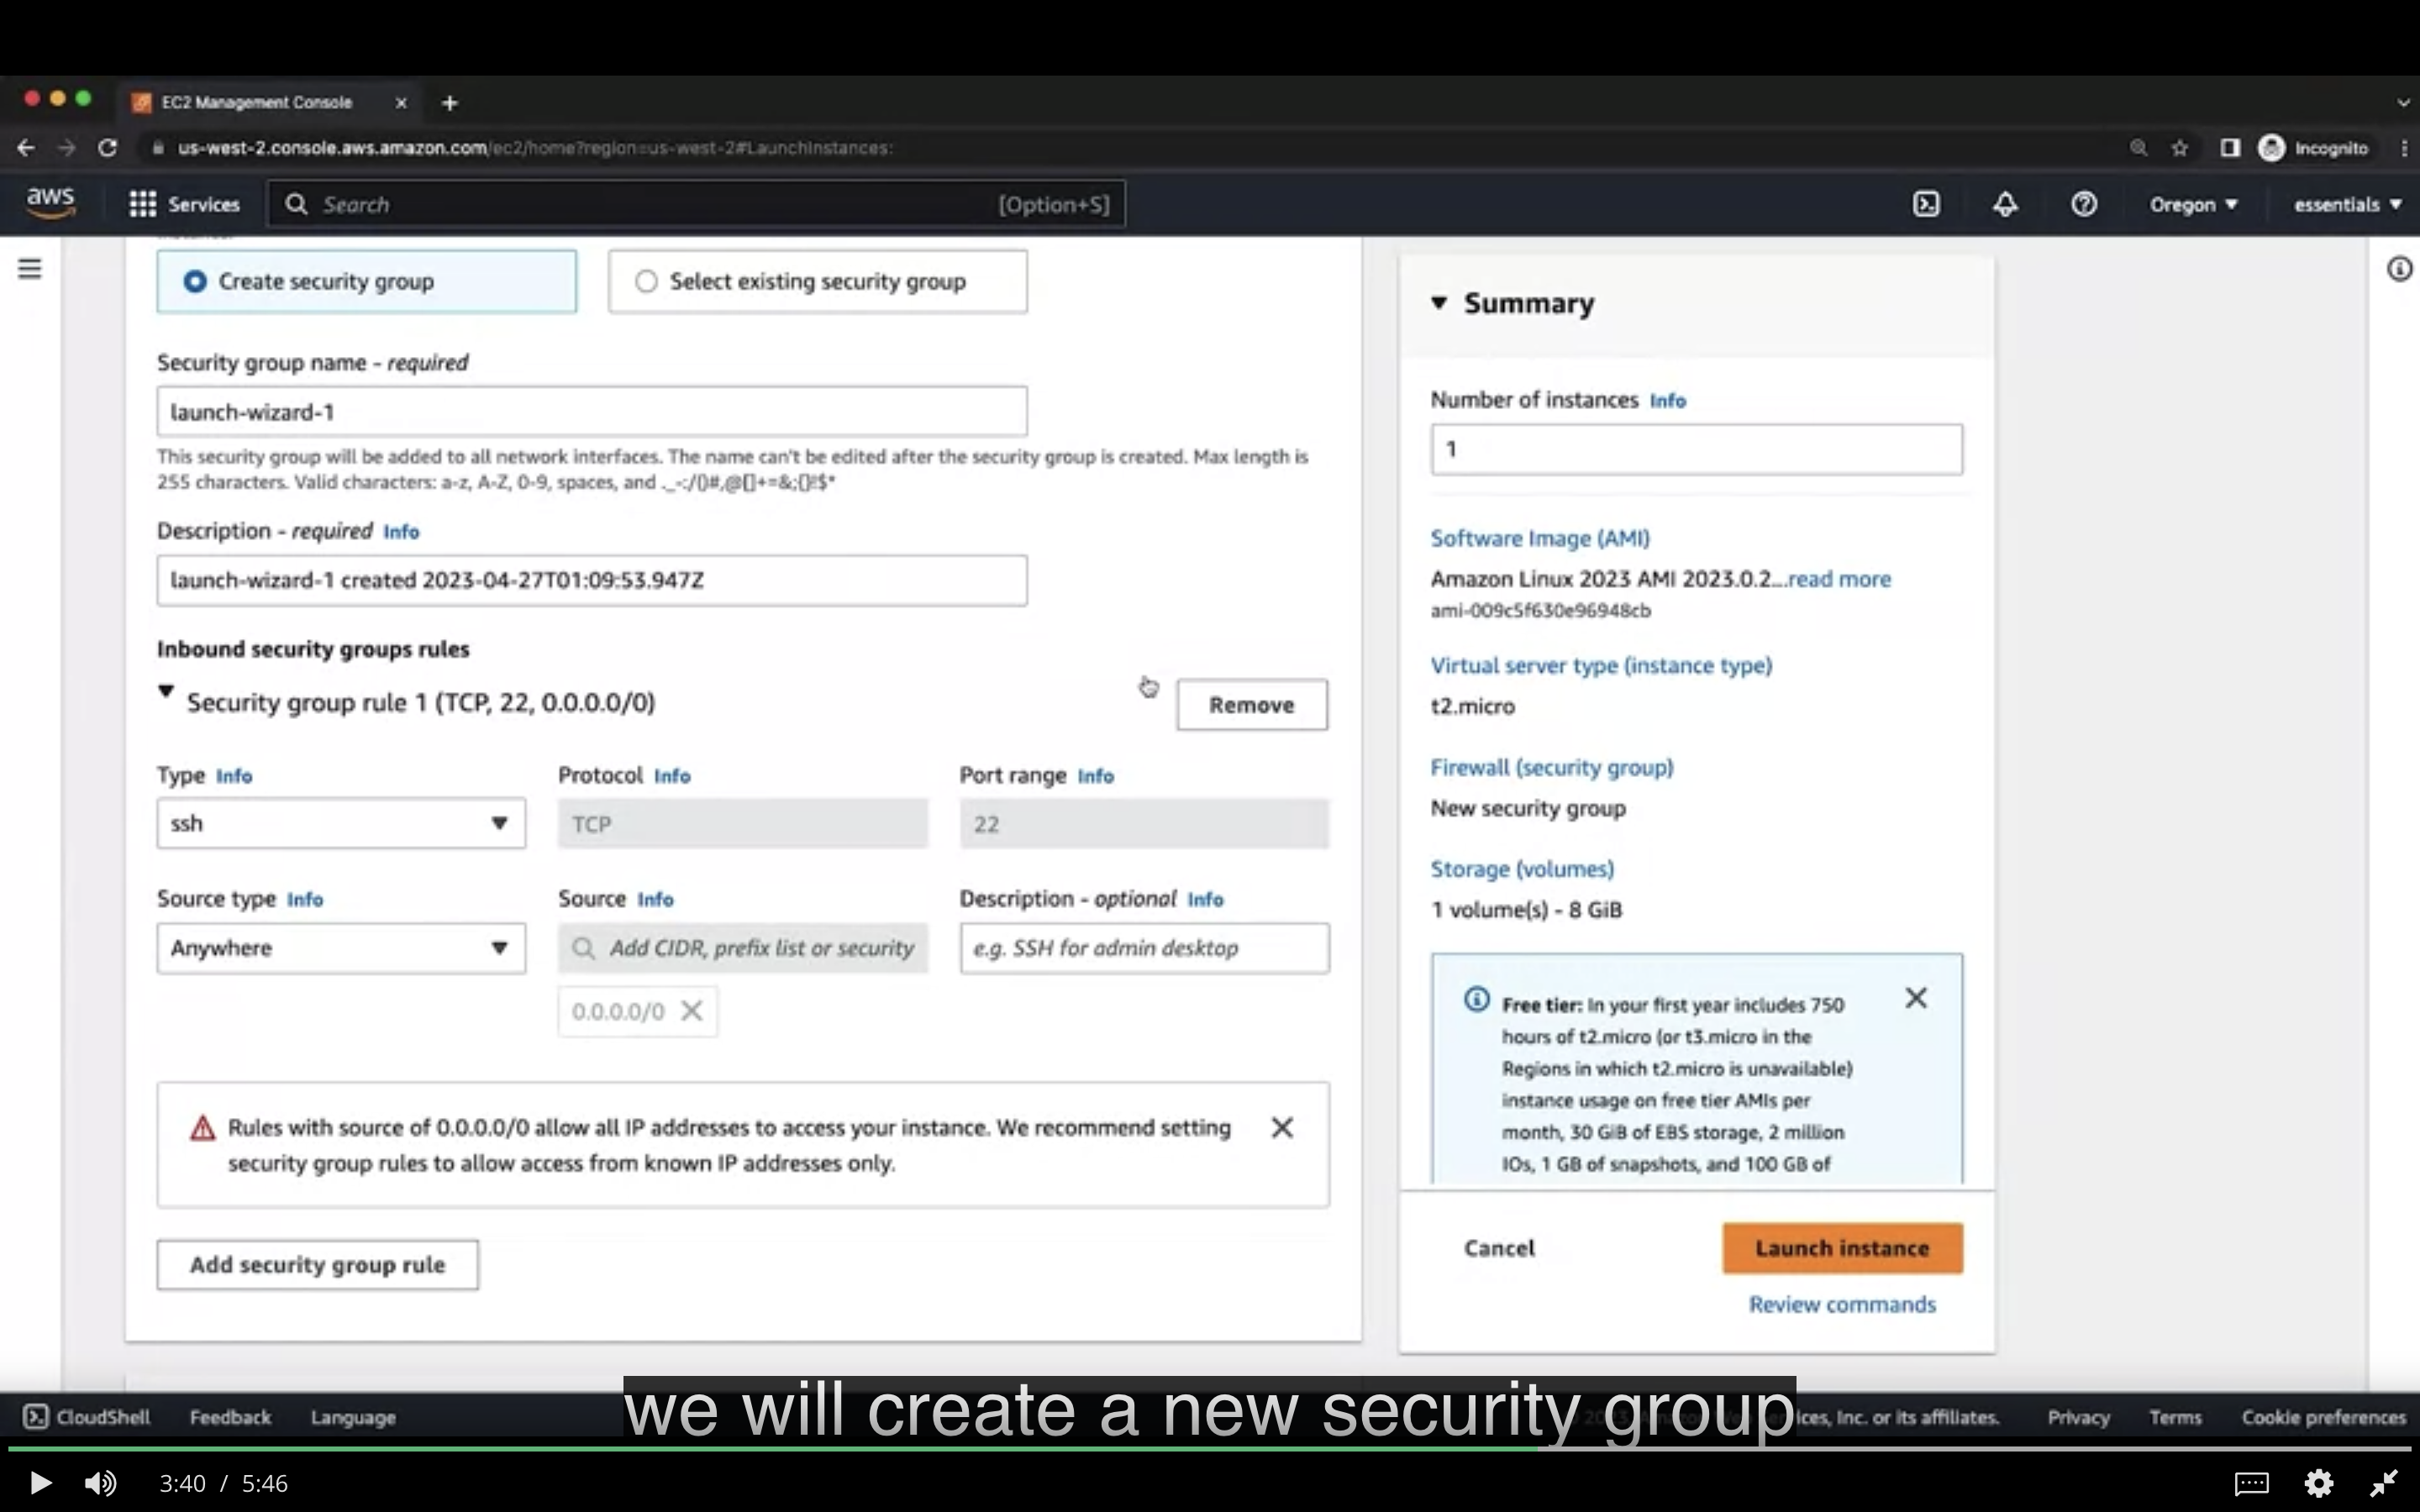 EC2 Management Console
us-west-2.console.aws.amazon.com/ec2/home?region=us-west-2#LaunchInstances:
Incognito
aws
Services
Search
[Option+S]
Oregon
essentials
Create security group
Select existing security group
Security group name - required
launch-wizard-1
This security group will be added to all network interfaces. The name can't be edited after the security group is created. Max length is
255 characters. Valid characters: a-z, A-Z, 0-9, spaces, and ._-:/()#,@[]+=&;{}!$*
Description - required Info
launch-wizard-1 created 2023-04-27T01:09:53.947Z
Inbound security groups rules
Security group rule 1 (TCP, 22, 0.0.0.0/0)
Remove
Type Info
Protocol Info
Port range Info
ssh
TCP
22
Source type Info
Source Info
Description - optional Info
Anywhere
Add CIDR, prefix list or security
e.g. SSH for admin desktop
0.0.0.0/0
Rules with source of 0.0.0.0/0 allow all IP addresses to access your instance. We recommend setting
security group rules to allow access from known IP addresses only.
Add security group rule
Summary
Number of instances Info
1
Software Image (AMI)
Amazon Linux 2023 AMI 2023.0.2...read more
ami-009c5f630e96948cb
Virtual server type (instance type)
t2.micro
Firewall (security group)
New security group
Storage (volumes)
1 volume(s) - 8 GiB
Free tier: In your first year includes 750
hours of t2.micro (or t3.micro in the
Regions in which t2.micro is unavailable)
instance usage on free tier AMIs per
month, 30 GiB of EBS storage, 2 million
IOs, 1 GB of snapshots, and 100 GB of
Cancel
Launch instance
Review commands
we will create a new security group
CloudShell
Feedback
Language
Inc. or its affiliates.
Privacy
Terms
Cookie preferences
3:40 / 5:46